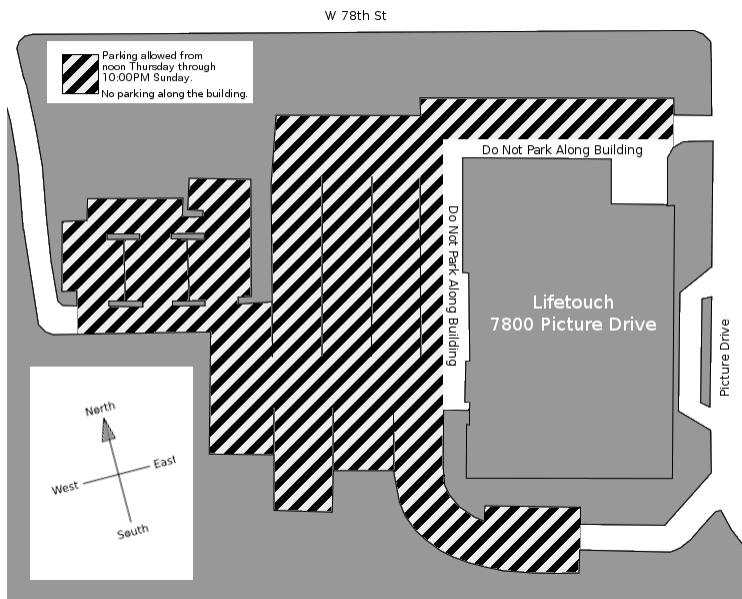 W 78th St
Parking allowed from
noon Thursday through
10:00PM Sunday.
No parking along the building.
Do Not Park Along Building
Do Not Park Along Building
Lifetouch
7800 Picture Drive
Picture Drive
North
East
West
South